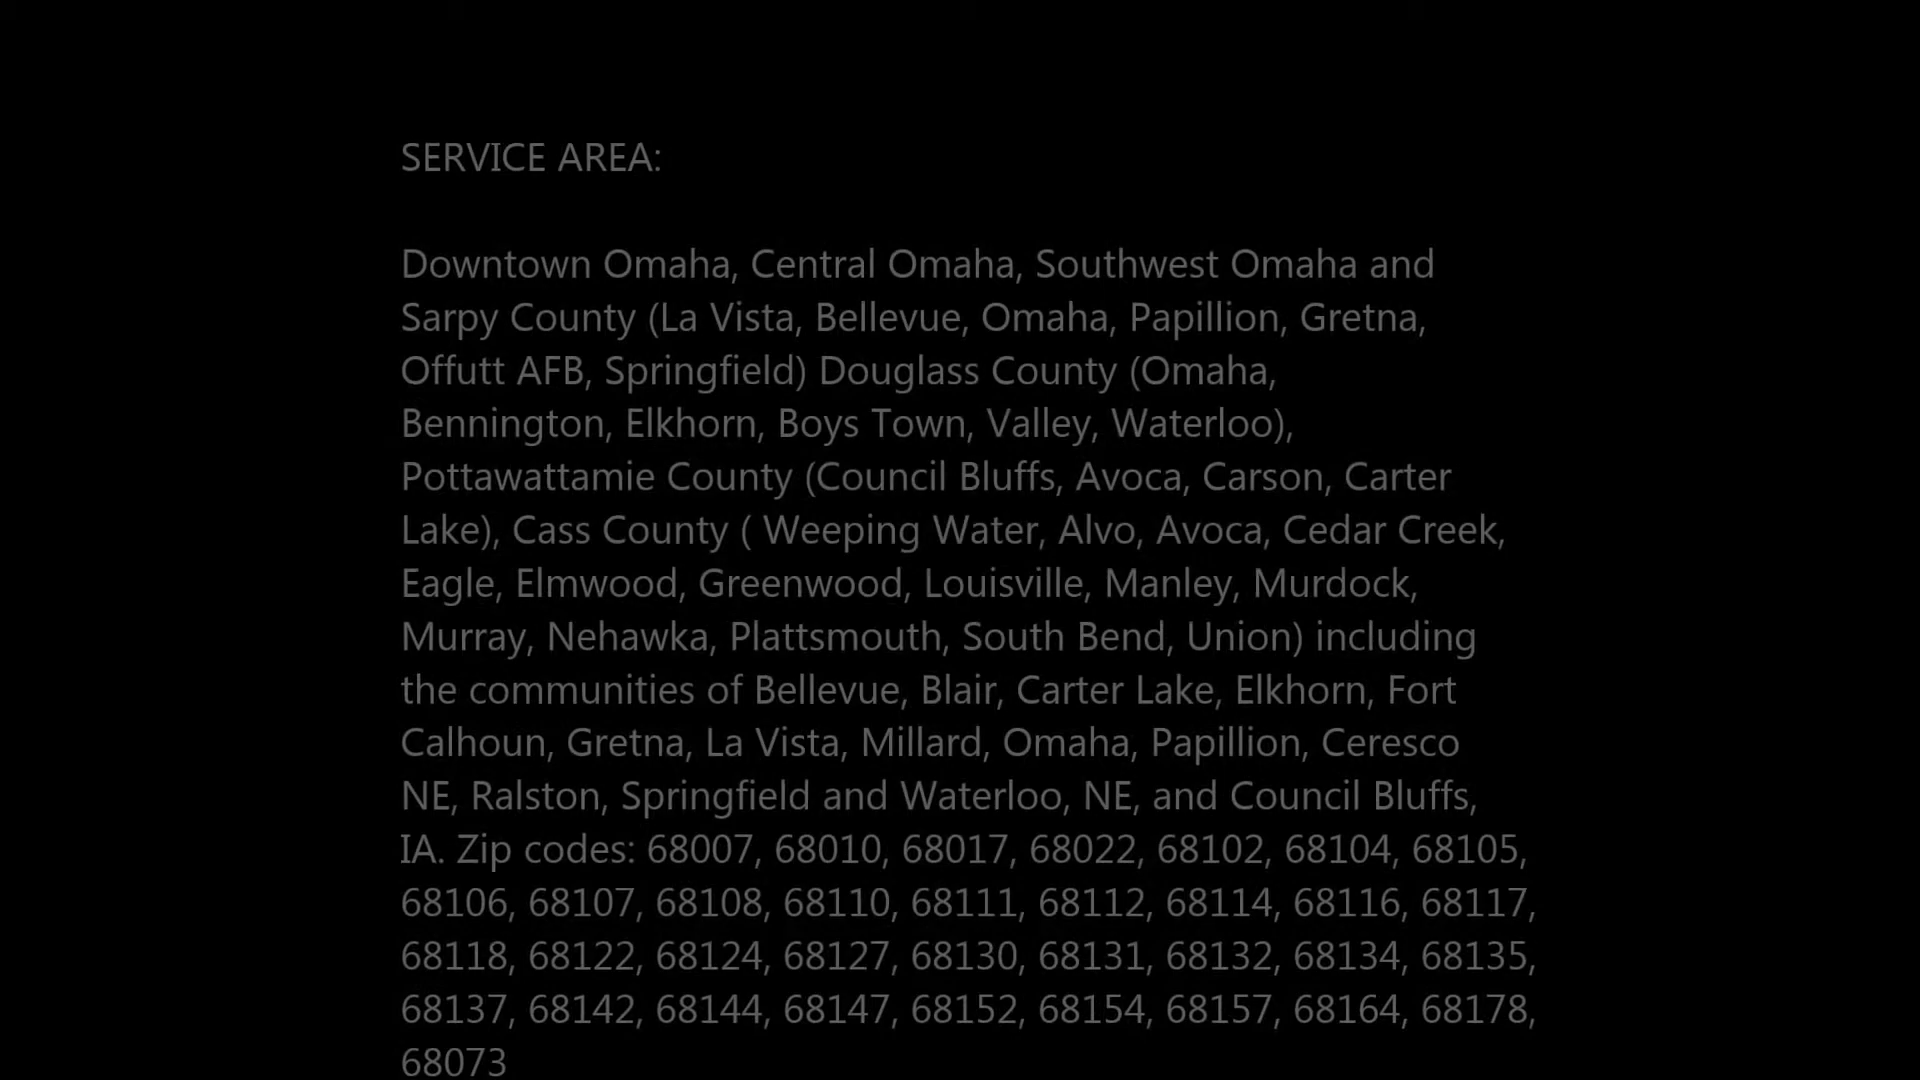 SERVICE AREA:
Downtown Omaha, Central Omaha, Southwest Omaha and
Sarpy County (La Vista, Bellevue, Omaha, Papillion, Gretna,
Offutt AFB, Springfield) Douglass County (Omaha,
Bennington, Elkhorn, Boys Town, Valley, Waterloo),
Pottawattamie County (Council Bluffs, Avoca, Carson, Carter
Lake), Cass County ( Weeping Water, Alvo, Avoca, Cedar Creek,
Eagle, Elmwood, Greenwood, Louisville, Manley, Murdock,
Murray, Nehawka, Plattsmouth, South Bend, Union) including
the communities of Bellevue, Blair, Carter Lake, Elkhorn, Fort
Calhoun, Gretna, La Vista, Millard, Omaha, Papillion, Ceresco
NE, Ralston, Springfield and Waterloo, NE, and Council Bluffs,
IA. Zip codes: 68007, 68010, 68017, 68022, 68102, 68104, 68105,
68106, 68107, 68108, 68110, 68111, 68112, 68114, 68116, 68117,
68118, 68122, 68124, 68127, 68130, 68131, 68132, 68134, 68135,
68137, 68142, 68144, 68147, 68152, 68154, 68157, 68164, 68178,
68073